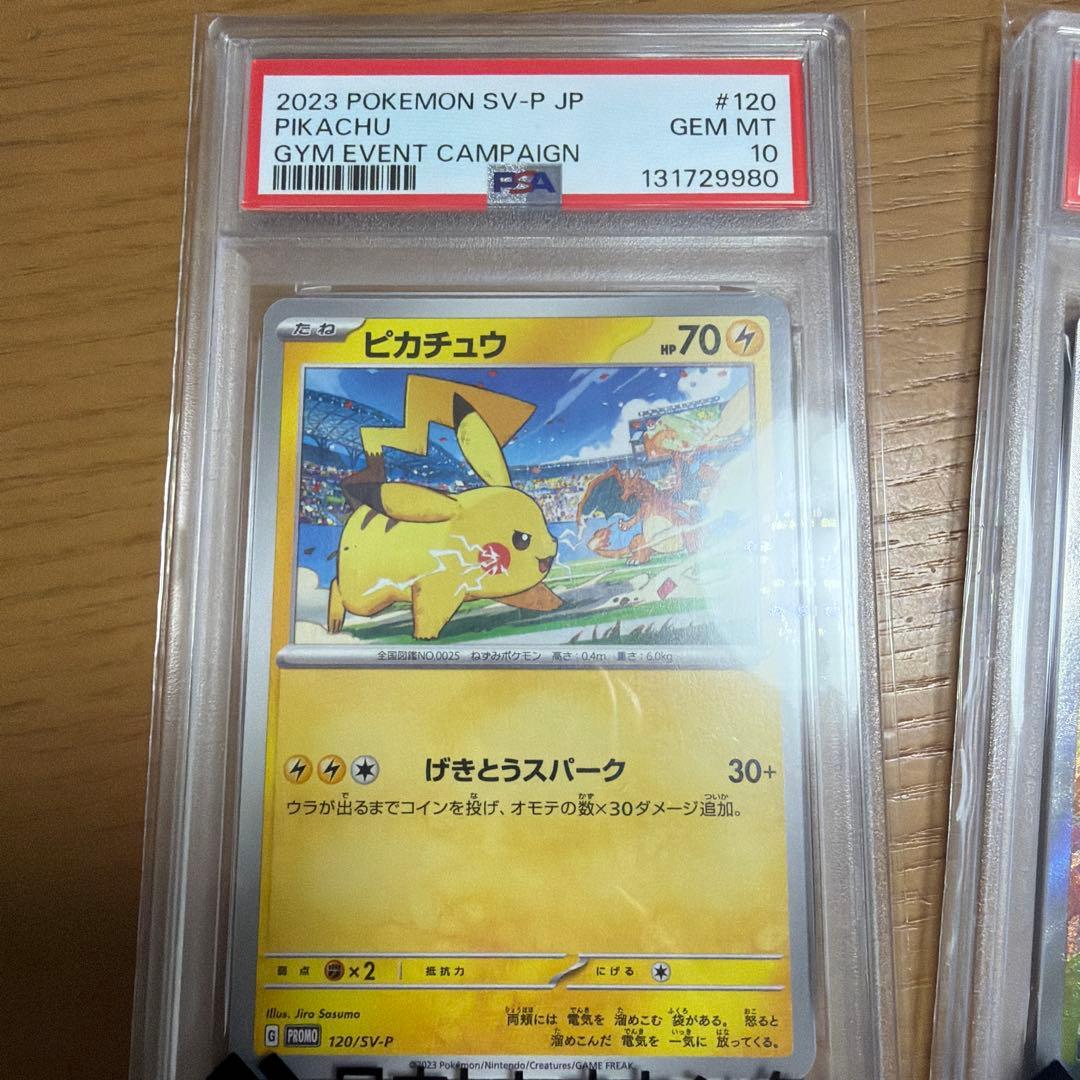 2023 POKEMON SV-P JP #120
PIKACHU GEM MT
GYM EVENT CAMPAIGN 10
PSA 131729980
たね ピカチュウ HP70
全国図鑑NO.0025 ねずみポケモン 高さ:0.4m 重さ:6.0kg
げきとうスパーク 30+
ウラが出るまでコインを投げ、オモテの数×30ダメージ追加。
弱点 ×2 抵抗力 にげる
Illus. Jiro Sasumo
両頬には 電気を 溜めこむ 袋がある。 怒ると
溜めこんだ 電気を 一気に 放ってくる。
G PROMO 120/SV-P
©2023 Pokémon/Nintendo/Creatures/GAME FREAK